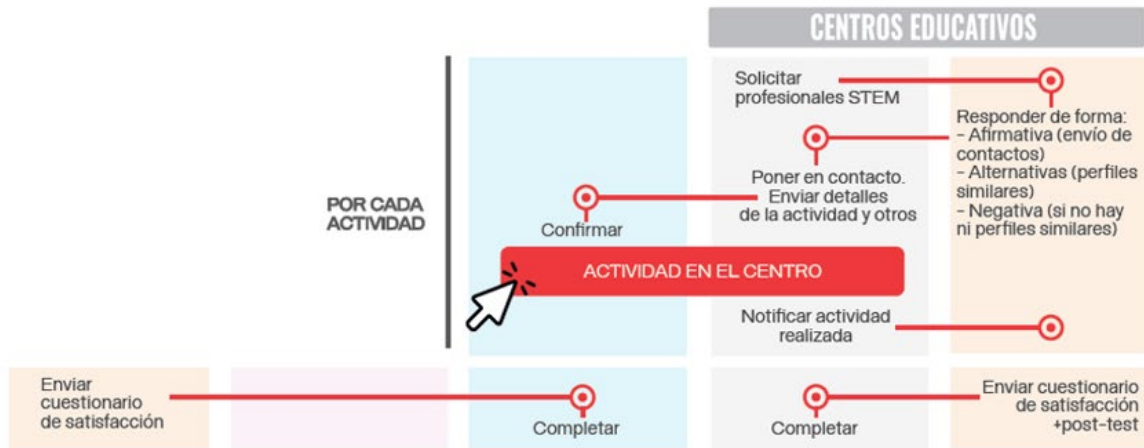 CENTROS EDUCATIVOS
Solicitar
profesionales STEM
Responder de forma:
- Afirmativa (envío de
contactos)
- Alternativas (perfiles
similares)
- Negativa (si no hay
ni perfiles similares)
Poner en contacto.
Enviar detalles
de la actividad y otros
POR CADA
ACTIVIDAD
Confirmar
ACTIVIDAD EN EL CENTRO
Notificar actividad
realizada
Enviar
cuestionario
de satisfacción
Completar
Completar
Enviar cuestionario
de satisfacción
+post-test